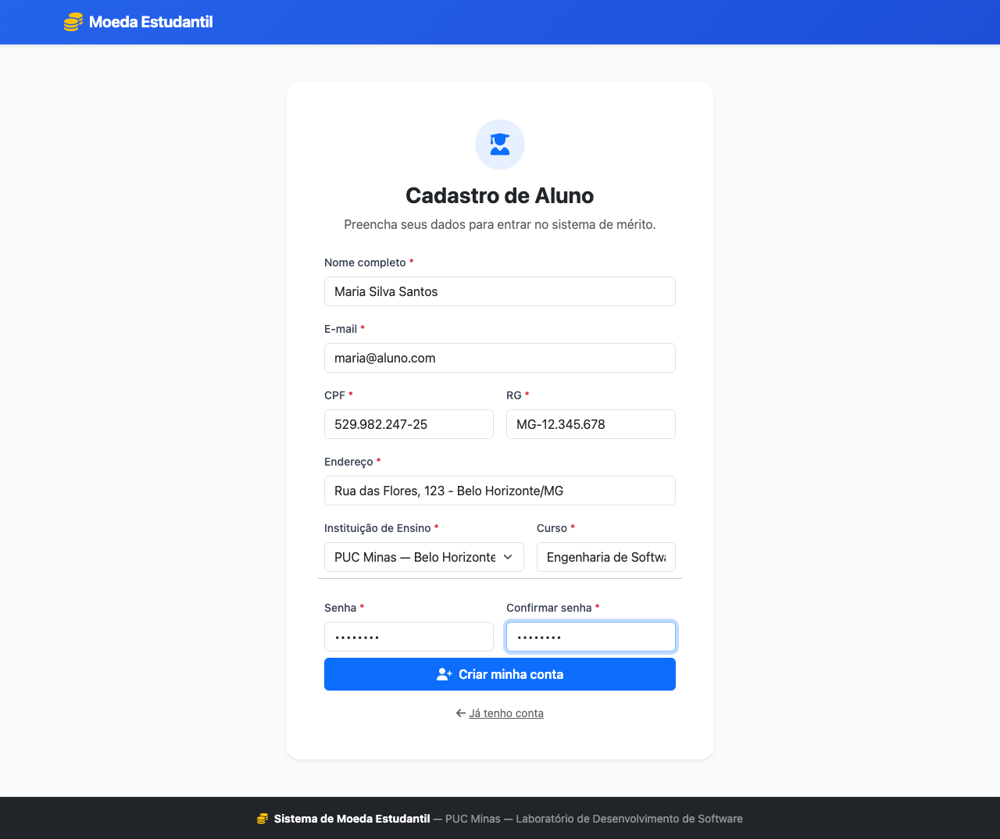 Moeda Estudantil
Cadastro de Aluno
Preencha seus dados para entrar no sistema de mérito.
Nome completo *
Maria Silva Santos
E-mail *
maria@aluno.com
CPF * RG *
529.982.247-25 MG-12.345.678
Endereço *
Rua das Flores, 123 - Belo Horizonte/MG
Instituição de Ensino * Curso *
PUC Minas — Belo Horizonte Engenharia de Softwa
Senha * Confirmar senha *
•••••••• ••••••••
Criar minha conta
Já tenho conta
Sistema de Moeda Estudantil — PUC Minas — Laboratório de Desenvolvimento de Software